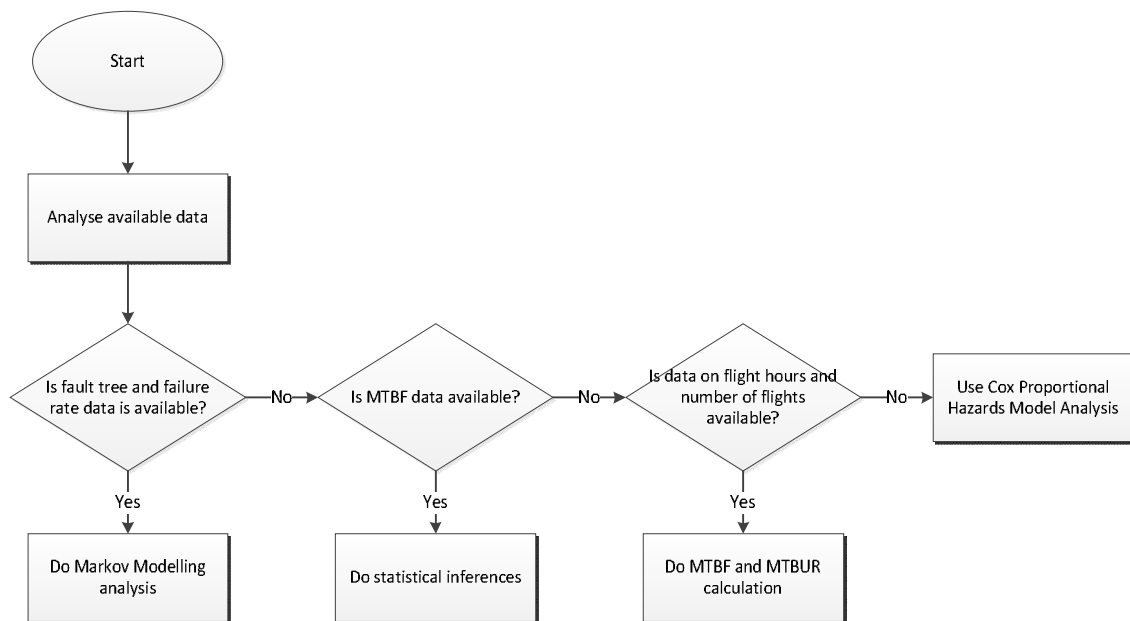 Start
Analyse available data
Is fault tree and failure
rate data is available?
No
Is MTBF data available?
No
Is data on flight hours and
number of flights
available?
No
Use Cox Proportional
Hazards Model Analysis
Yes
Yes
Yes
Do Markov Modelling
analysis
Do statistical inferences
Do MTBF and MTBUR
calculation